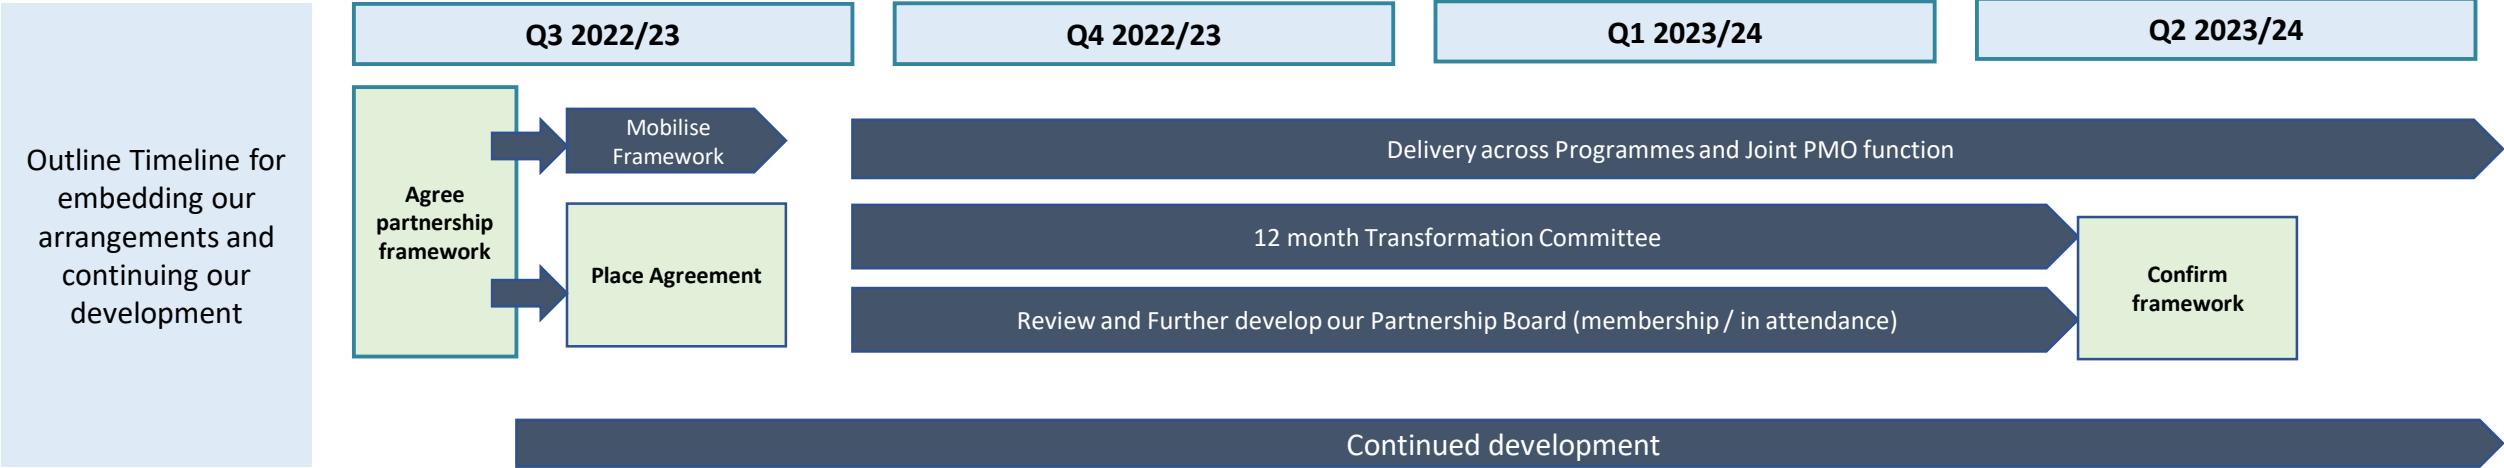 Q3 2022/23
Q4 2022/23
Q1 2023/24
Q2 2023/24
Outline Timeline for
embedding our
arrangements and
continuing our
development
Agree
partnership
framework
Mobilise
Framework
Place Agreement
Delivery across Programmes and Joint PMO function
12 month Transformation Committee
Review and Further develop our Partnership Board (membership / in attendance)
Confirm
framework
Continued development